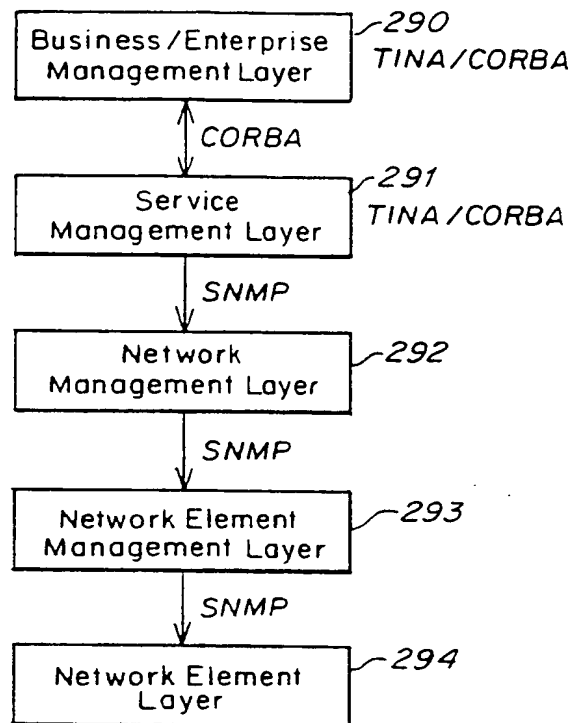 Business/Enterprise
Management Layer
290
TINA/CORBA
CORBA
Service
Management Layer
291
TINA/CORBA
SNMP
Network
Management Layer
292
SNMP
Network Element
Management Layer
293
SNMP
Network Element
Layer
294